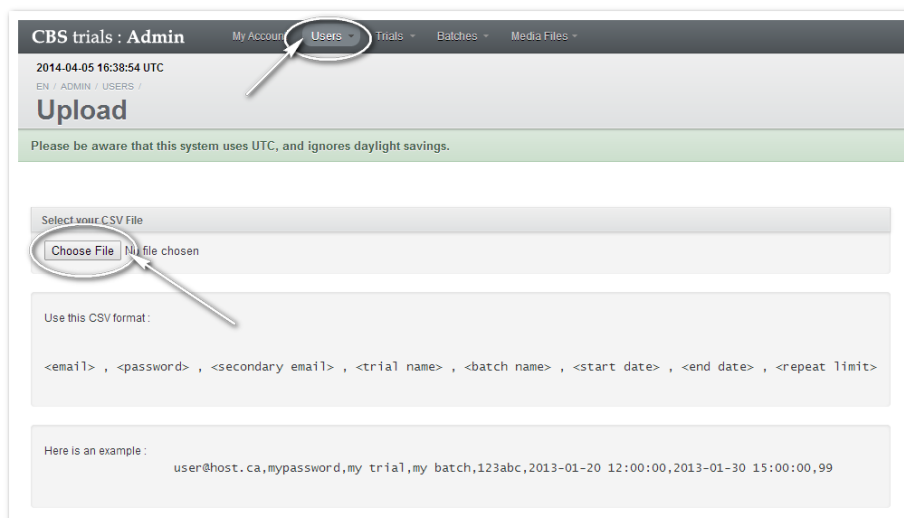 CBS trials : Admin My Account Users Trials Batches Media Files
2014-04-05 16:38:54 UTC
EN / ADMIN / USERS /
Upload
Please be aware that this system uses UTC, and ignores daylight savings.
Select your CSV File
Choose File No file chosen
Use this CSV format :
<email> , <password> , <secondary email> , <trial name> , <batch name> , <start date> , <end date> , <repeat limit>
Here is an example :
user@host.ca,mypassword,my trial,my batch,123abc,2013-01-20 12:00:00,2013-01-30 15:00:00,99